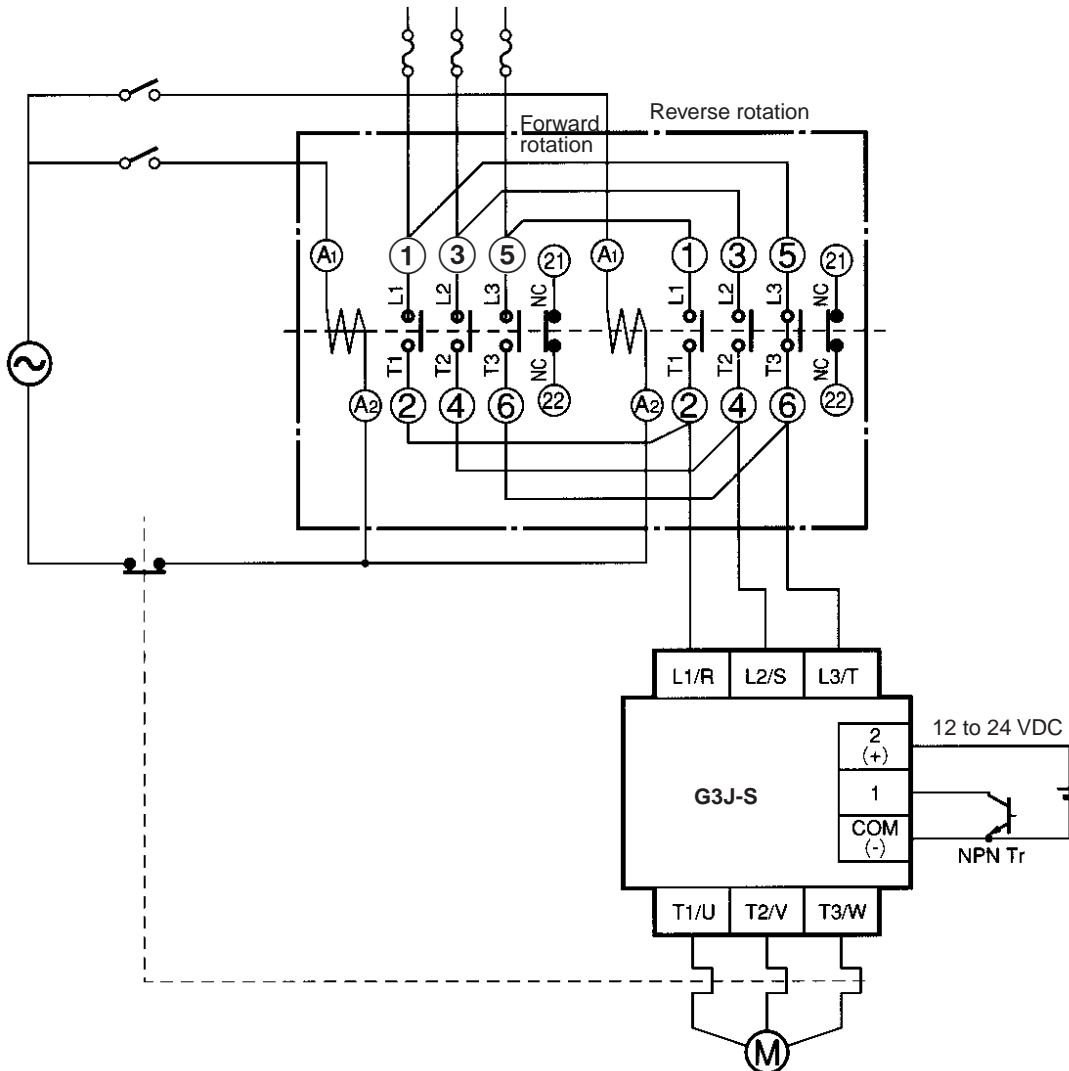 Reverse rotation
Forward
rotation
A1 1 3 5 21 A1 1 3 5 21
L1 L2 L3 NC L1 L2 L3 NC
T1 T2 T3 NC T1 T2 T3 NC
A2 2 4 6 22 A2 2 4 6 22
L1/R L2/S L3/T
12 to 24 VDC
2
(+)
G3J-S 1
COM
(-)
NPN Tr
T1/U T2/V T3/W
M